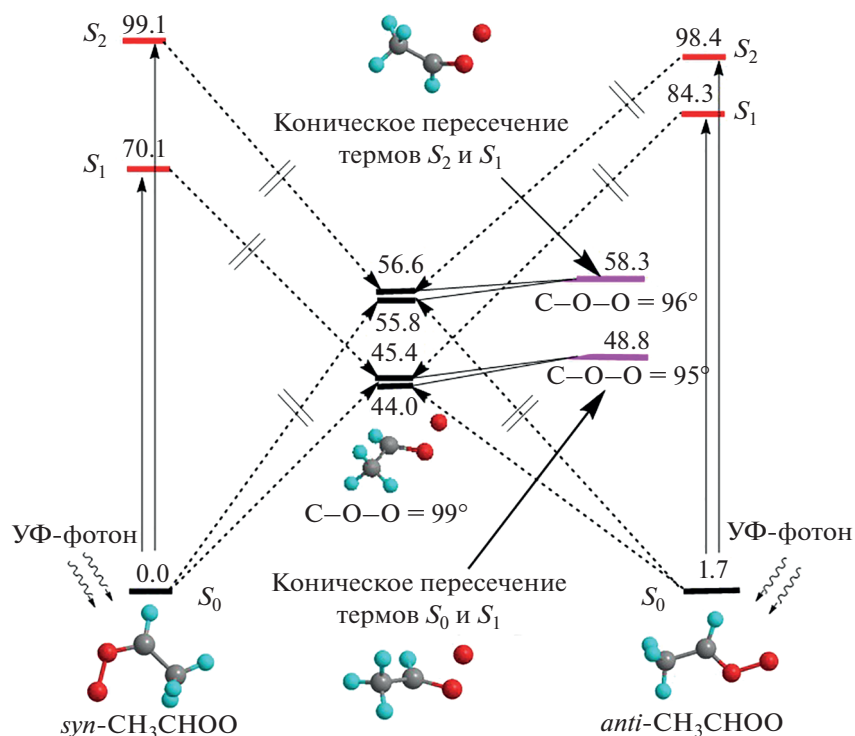 99.1
S₂
98.4
S₂
84.3
S₁
Коническое пересечение
термов S₂ и S₁
70.1
S₁
56.6
58.3
55.8
C–O–O = 96°
45.4
48.8
C–O–O = 95°
44.0
C–O–O = 99°
УФ-фотон
УФ-фотон
0.0
S₀
Коническое пересечение
термов S₀ и S₁
1.7
S₀
syn-CH₃CHOO
anti-CH₃CHOO